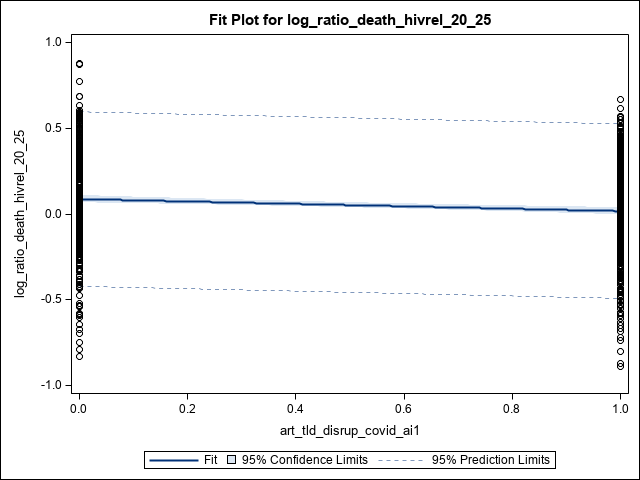 Fit Plot for log_ratio_death_hivrel_20_25
1.0
0.5
0.0
-0.5
-1.0
log_ratio_death_hivrel_20_25
0.0 0.2 0.4 0.6 0.8 1.0
art_tld_disrup_covid_ai1
Fit 95% Confidence Limits 95% Prediction Limits